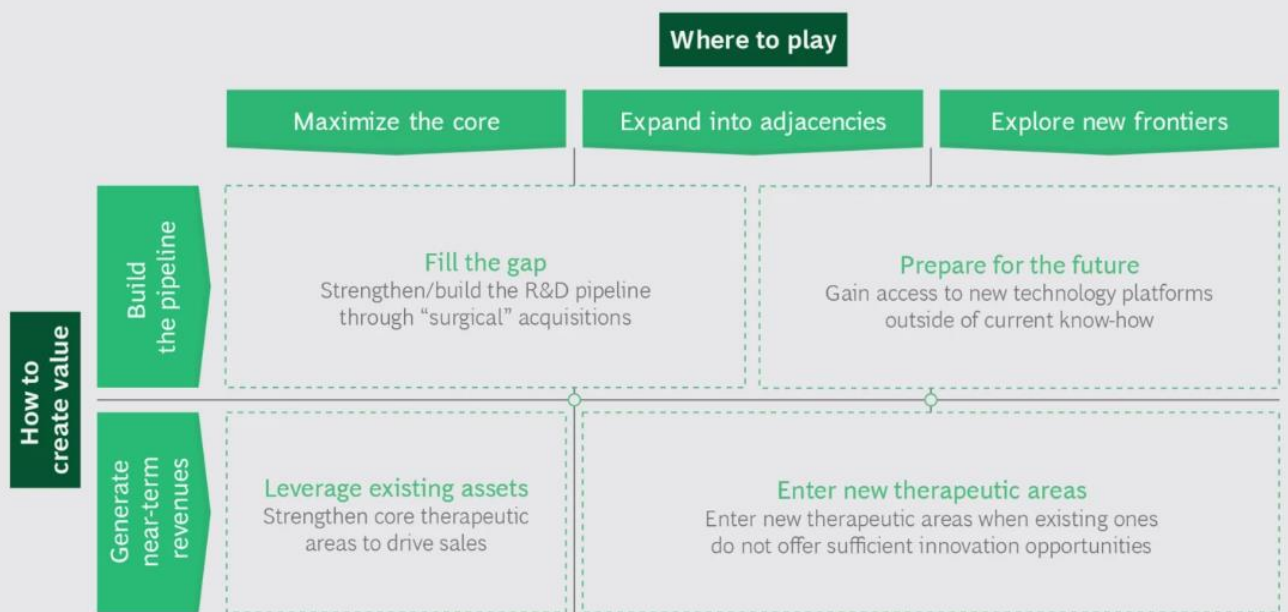 Where to play
Maximize the core
Expand into adjacencies
Explore new frontiers
How to
create value
Build
the pipeline
Fill the gap
Strengthen/build the R&D pipeline
through “surgical” acquisitions
Prepare for the future
Gain access to new technology platforms
outside of current know-how
Generate
near-term
revenues
Leverage existing assets
Strengthen core therapeutic
areas to drive sales
Enter new therapeutic areas
Enter new therapeutic areas when existing ones
do not offer sufficient innovation opportunities